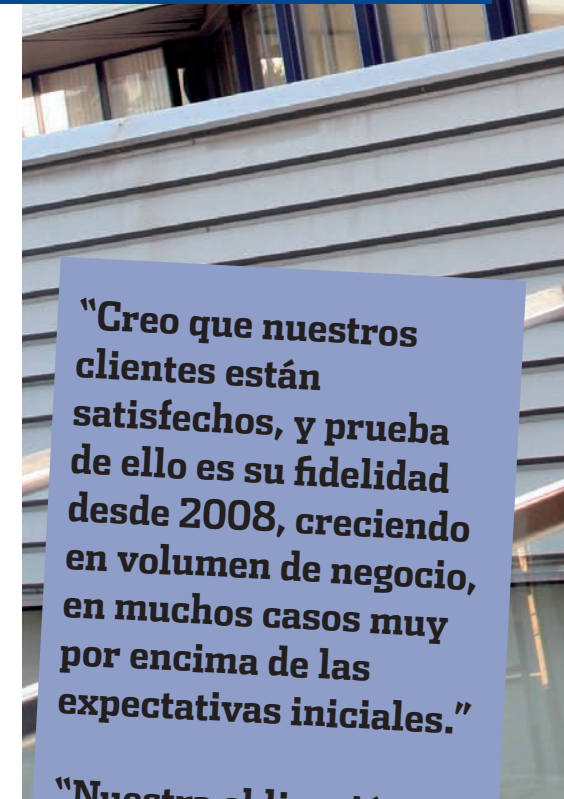 “Creo que nuestros
clientes están
satisfechos, y prueba
de ello es su fidelidad
desde 2008, creciendo
en volumen de negocio,
en muchos casos muy
por encima de las
expectativas iniciales.”
“Nuestra